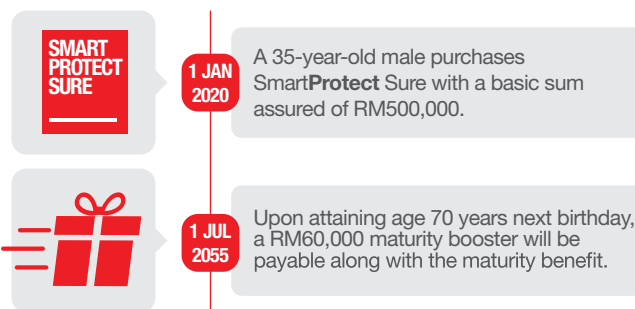 SMART
PROTECT
SURE
1 JAN
2020
A 35-year-old male purchases
SmartProtect Sure with a basic sum
assured of RM500,000.
1 JUL
2055
Upon attaining age 70 years next birthday,
a RM60,000 maturity booster will be
payable along with the maturity benefit.